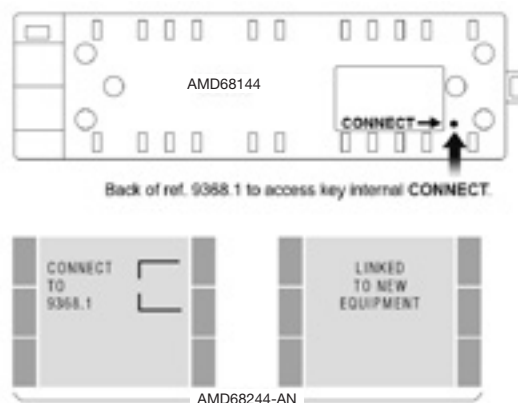 AMD68144
CONNECT
Back of ref. 9368.1 to access key internal CONNECT.
CONNECT
TO
9368.1
LINKED
TO NEW
EQUIPMENT
AMD68244-AN